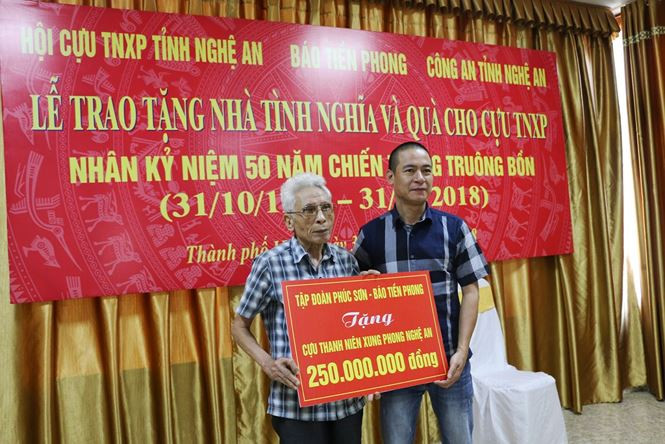 HỘI CỰU TNXP TỈNH NGHỆ AN BÁO TIỀN PHONG CÔNG AN TỈNH NGHỆ AN
LỄ TRAO TẶNG NHÀ TÌNH NGHĨA VÀ QUÀ CHO CỰU TNXP
NHÂN KỶ NIỆM 50 NĂM CHIẾN TRUÔNG BỒN
(31/10/1 – 31/ 2018)
Thành phố
TẬP ĐOÀN PHÚC SƠN - BÁO TIỀN PHONG
Tặng
CỰU THANH NIÊN XUNG PHONG NGHỆ AN
250.000.000 đồng